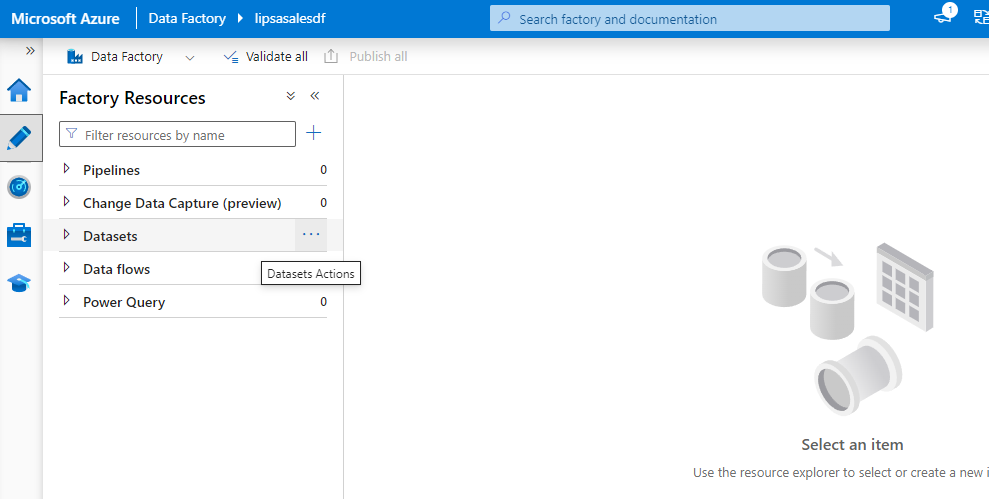 Microsoft Azure
Data Factory
lipsasalesdf
Search factory and documentation
1
Data Factory
Validate all
Publish all
Factory Resources
Filter resources by name
Pipelines 0
Change Data Capture (preview) 0
Datasets
Data flows
Datasets Actions
Power Query 0
Select an item
Use the resource explorer to select or create a new i